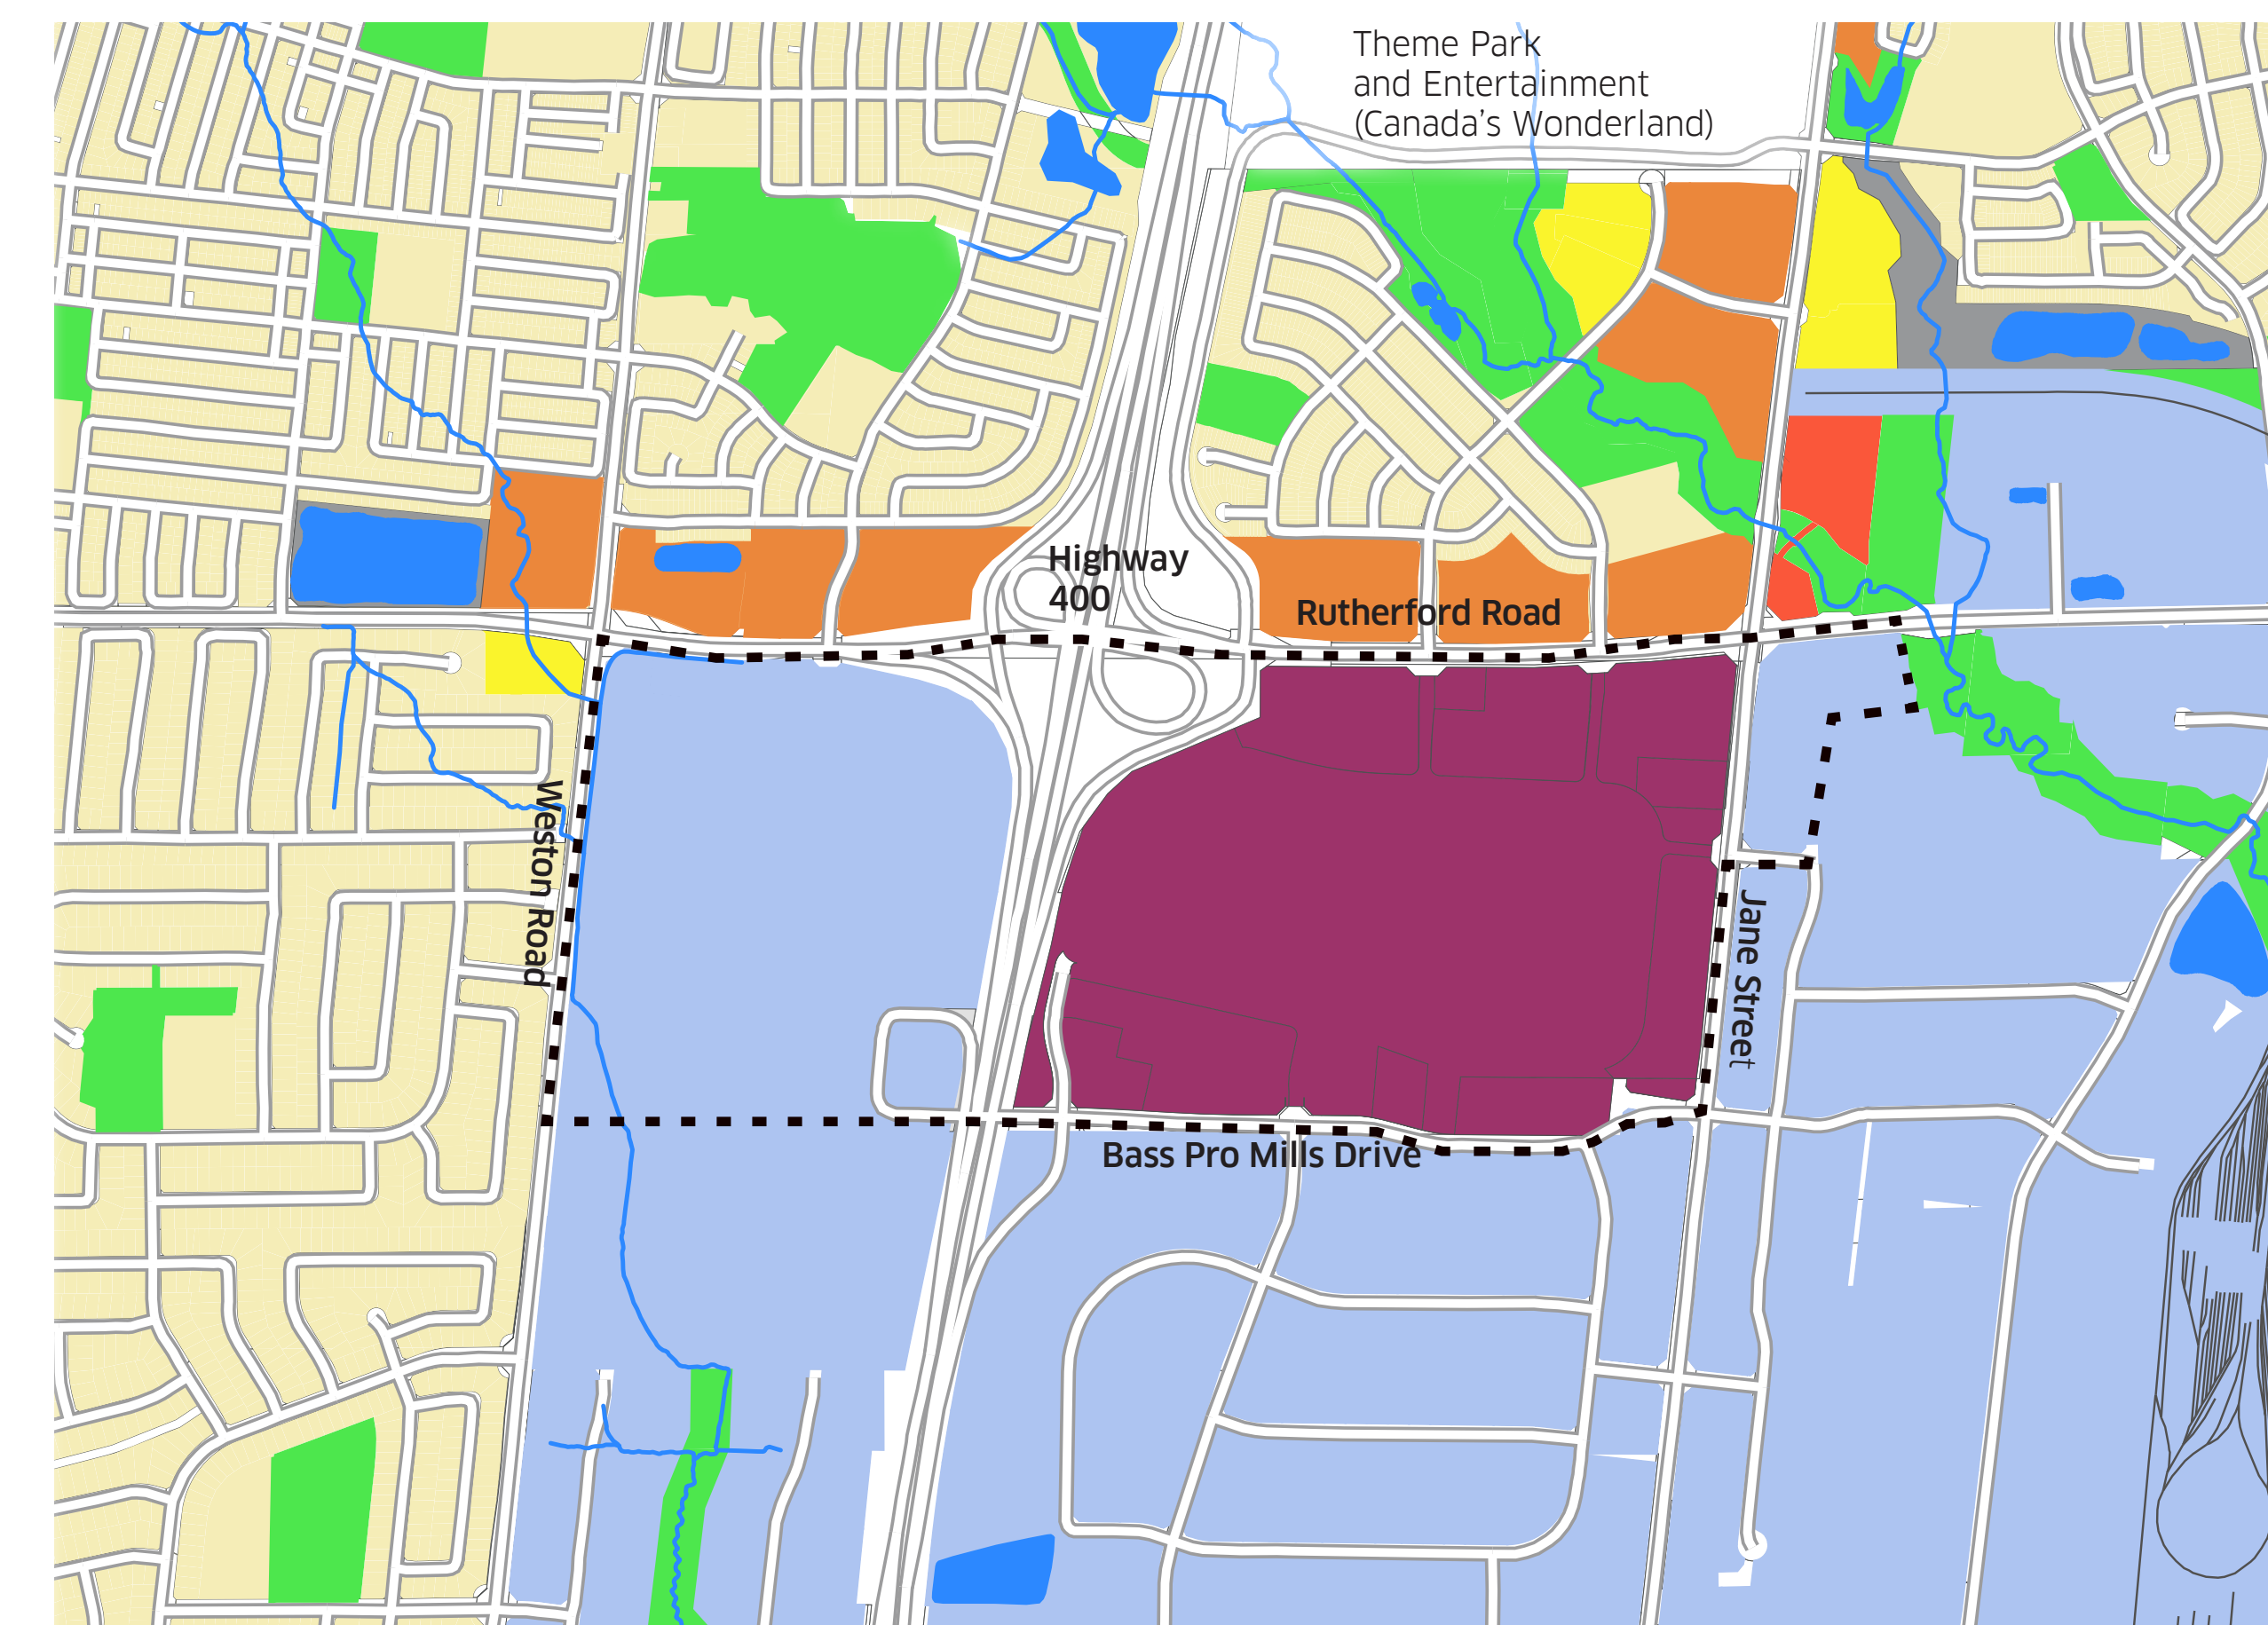 Theme Park
and Entertainment
(Canada's Wonderland)
Highway
400
Rutherford Road
Weston Road
Jane Street
Bass Pro Mills Drive